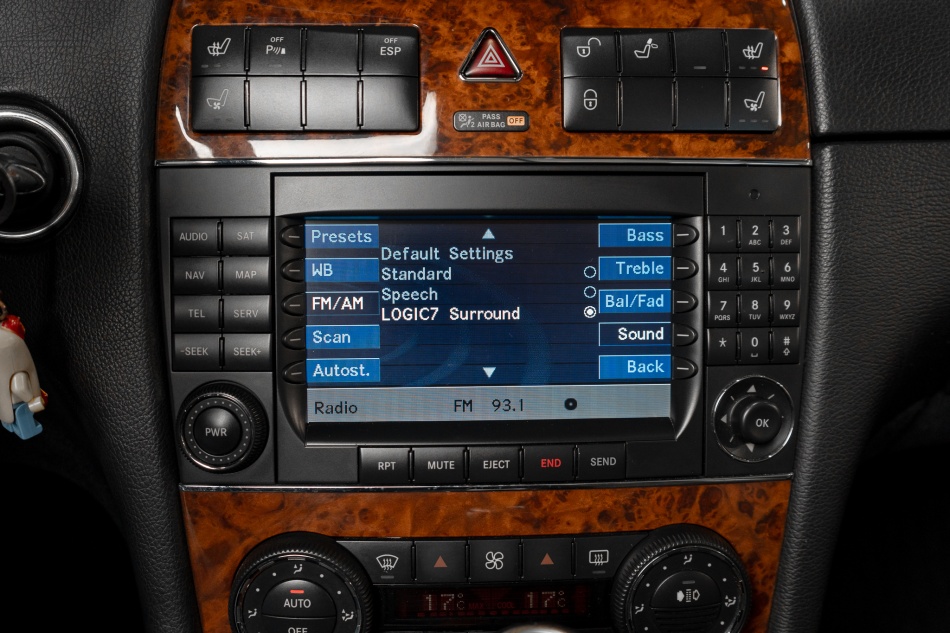 OFF
OFF
ESP
P
PASS
2 AIRBAG OFF
AUDIO SAT
NAV MAP
TEL SERV
-SEEK SEEK+
PWR
Presets
WB
FM/AM
Scan
Autost.
Default Settings
Standard
Speech
LOGIC7 Surround
Bass
Treble
Bal/Fad
Sound
Back
Radio FM 93.1
1 2 3
ABC DEF
4 5 6
GHI JKL MNO
7 8 9
PQRS TUV WXYZ
* 0 #
OK
RPT MUTE EJECT END SEND
AUTO
OFF
17°C 17°C